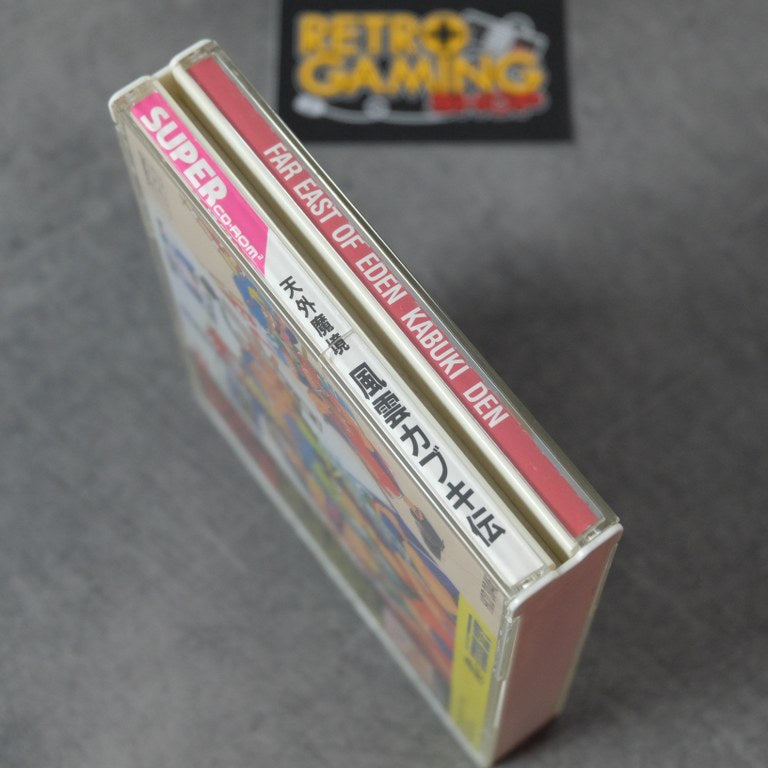 RETRO
GAMING
SHOP
FAR EAST OF EDEN KABUKI DEN
SUPER
CD-ROM²
天外魔境
風雲カブキ伝